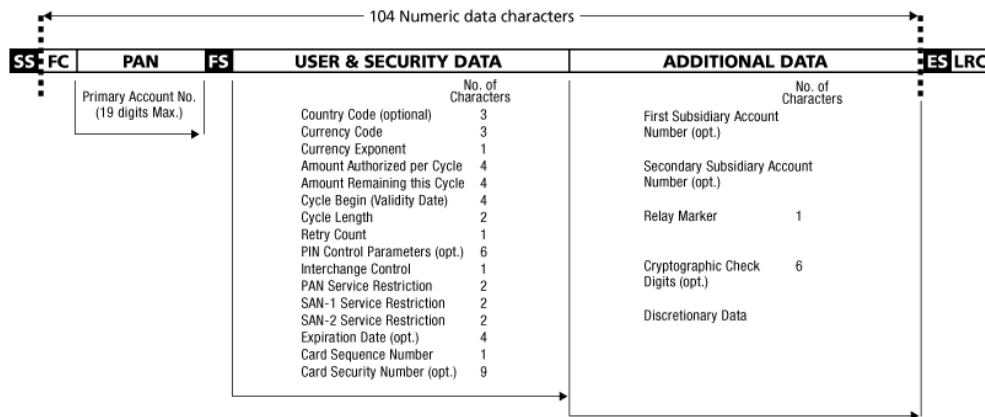 104 Numeric data characters
SS FC PAN FS USER & SECURITY DATA ADDITIONAL DATA ES LRC
Primary Account No.
(19 digits Max.)
No. of
Characters
Country Code (optional) 3
Currency Code 3
Currency Exponent 1
Amount Authorized per Cycle 4
Amount Remaining this Cycle 4
Cycle Begin (Validity Date) 4
Cycle Length 2
Retry Count 1
PIN Control Parameters (opt.) 6
Interchange Control 1
PAN Service Restriction 2
SAN-1 Service Restriction 2
SAN-2 Service Restriction 2
Expiration Date (opt.) 4
Card Sequence Number 1
Card Security Number (opt.) 9
No. of
Characters
First Subsidiary Account
Number (opt.)
Secondary Subsidiary Account
Number (opt.)
Relay Marker 1
Cryptographic Check 6
Digits (opt.)
Discretionary Data